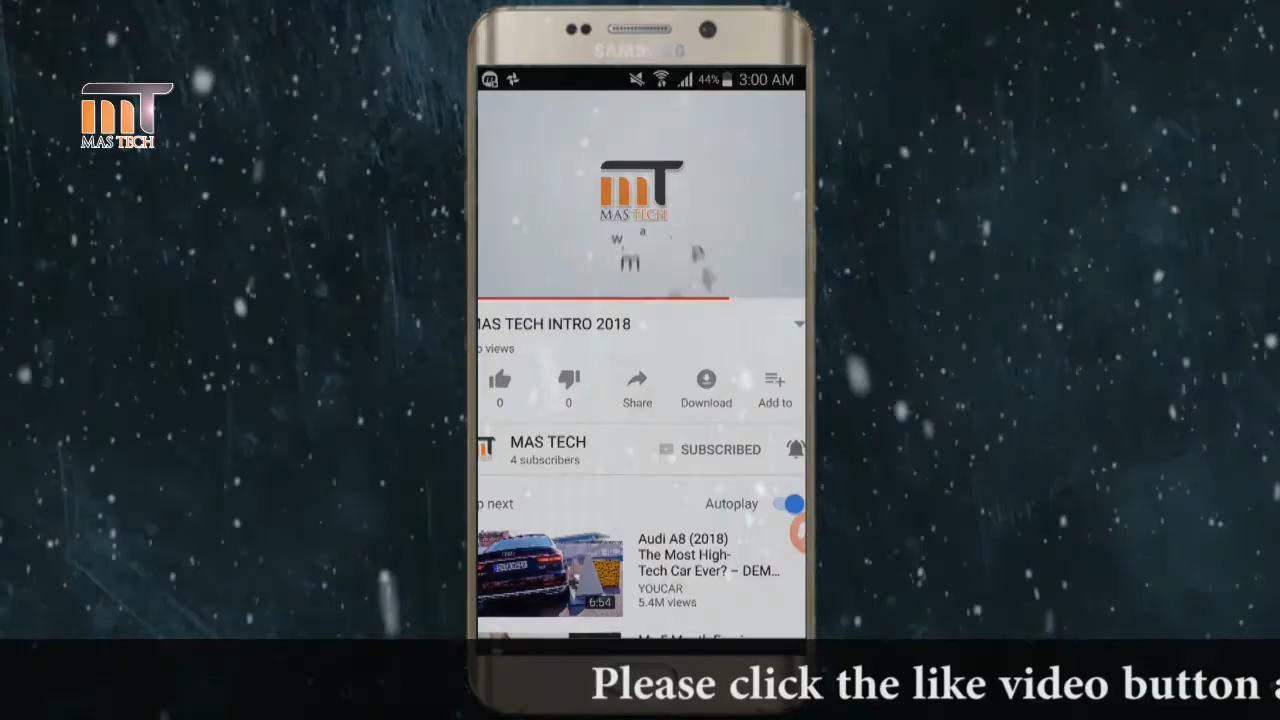 SAMSUNG
44% 3:00 AM
MT
MAS TECH
MT
MAS TECH
w a
m
AS TECH INTRO 2018
views
0
0
Share
Download
Add to
MAS TECH
4 subscribers
SUBSCRIBED
p next
Autoplay
Audi A8 (2018)
The Most High-
Tech Car Ever? – DEM...
YOUCAR
5.4M views
6:54
Please click the like video button a